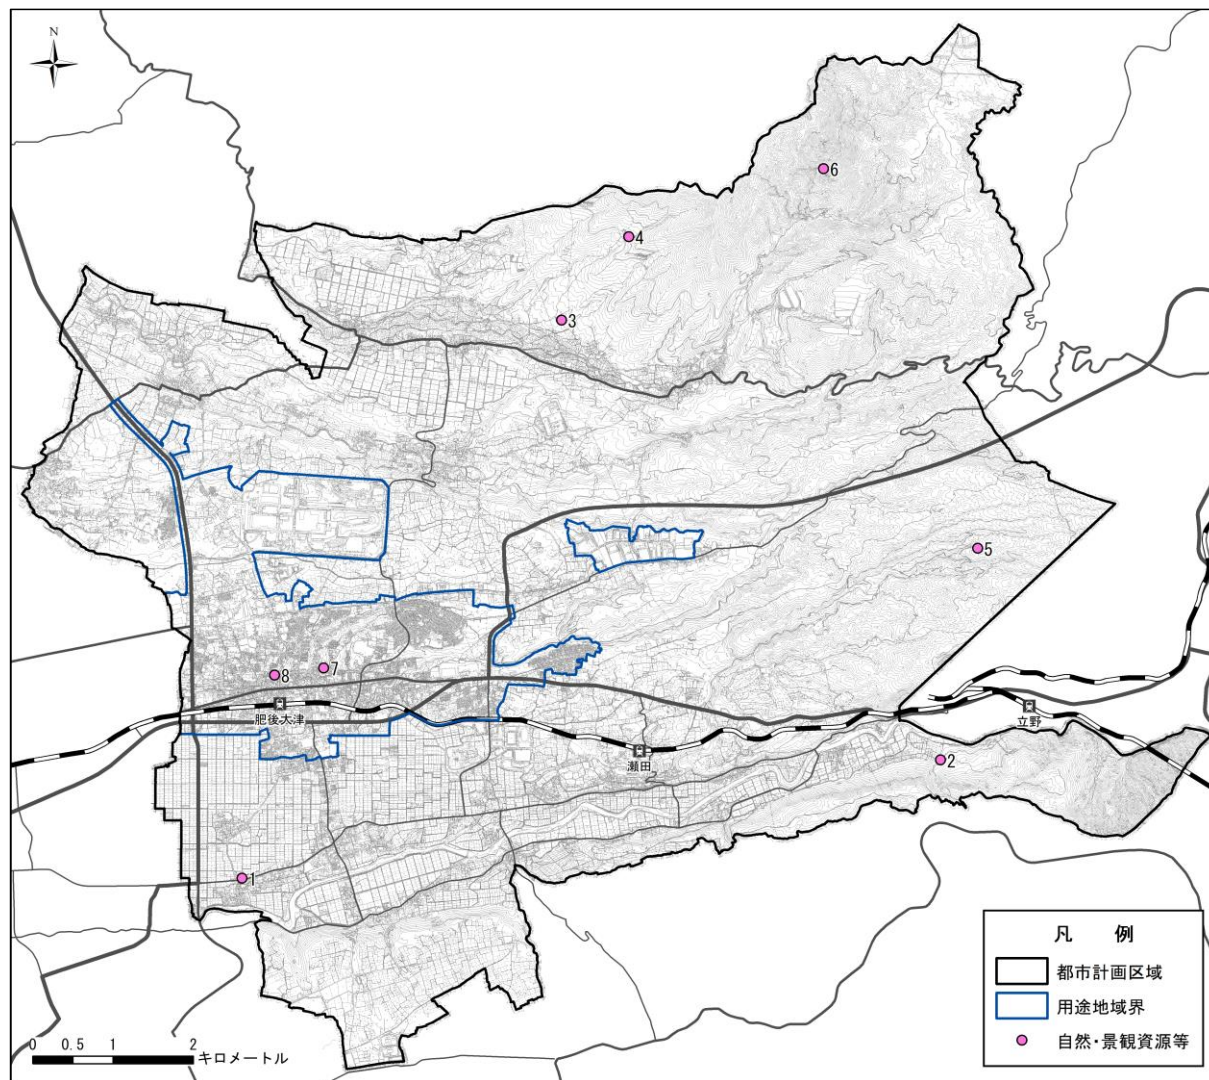 N
6
4
3
5
8
7
肥後大津
立野
瀬田
2
1
凡 例
都市計画区域
用途地域界
自然・景観資源等
0 0.5 1 2 キロメートル